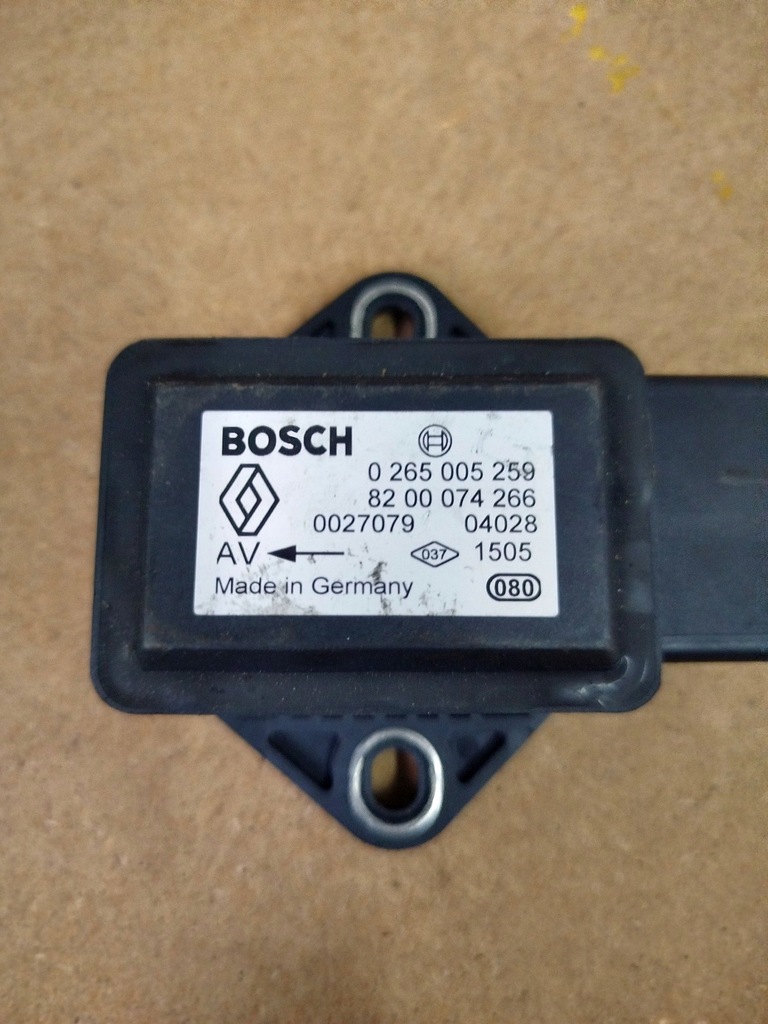 BOSCH
0 265 005 259
82 00 074 266
0027079 04028
AV 037 1505
Made in Germany 080